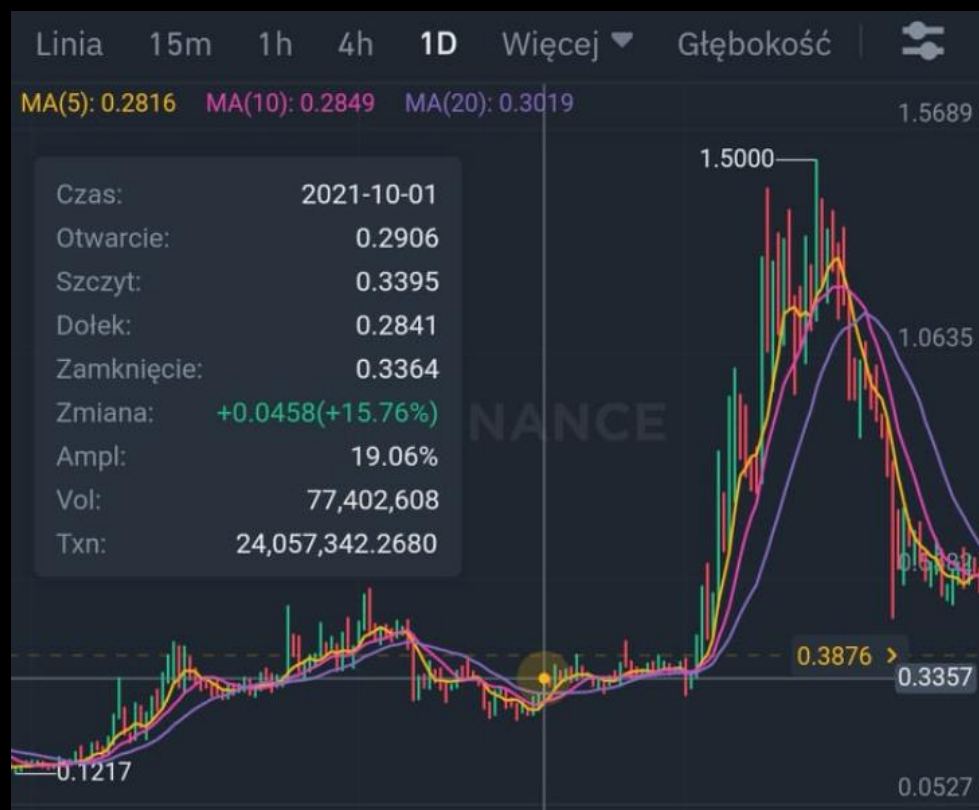 Linia 15m 1h 4h 1D Więcej Głębokość
MA(5): 0.2816 MA(10): 0.2849 MA(20): 0.3019
1.5689
1.5000
Czas: 2021-10-01
Otwarcie: 0.2906
Szczyt: 0.3395
Dołek: 0.2841
1.0635
Zamknięcie: 0.3364
Zmiana: +0.0458(+15.76%)
NANCE
Ampl: 19.06%
Vol: 77,402,608
Txn: 24,057,342.2680
0.3876
0.3357
0.1217
0.0527